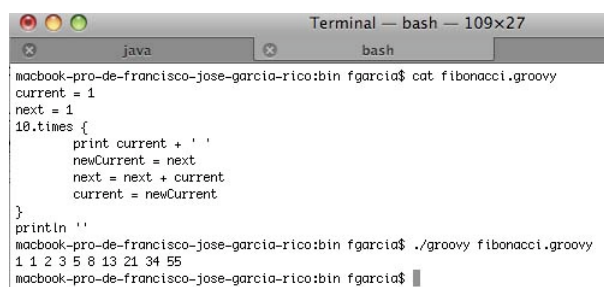 Terminal — bash — 109×27
java bash
macbook-pro-de-francisco-jose-garcia-rico:bin fgarcia$ cat fibonacci.groovy
current = 1
next = 1
10.times {
        print current + ' '
        newCurrent = next
        next = next + current
        current = newCurrent
}
println ''
macbook-pro-de-francisco-jose-garcia-rico:bin fgarcia$ ./groovy fibonacci.groovy
1 1 2 3 5 8 13 21 34 55
macbook-pro-de-francisco-jose-garcia-rico:bin fgarcia$